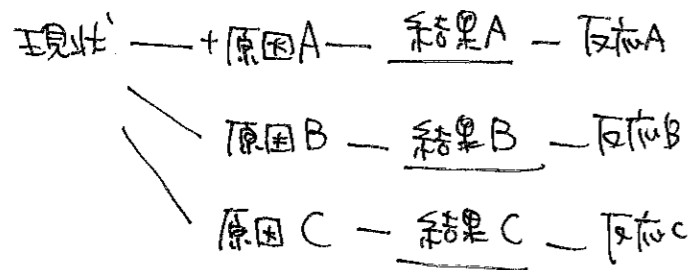 現状 — + 原因A — 結果A — 反応A
原因B — 結果B — 反応B
原因C — 結果C — 反応C